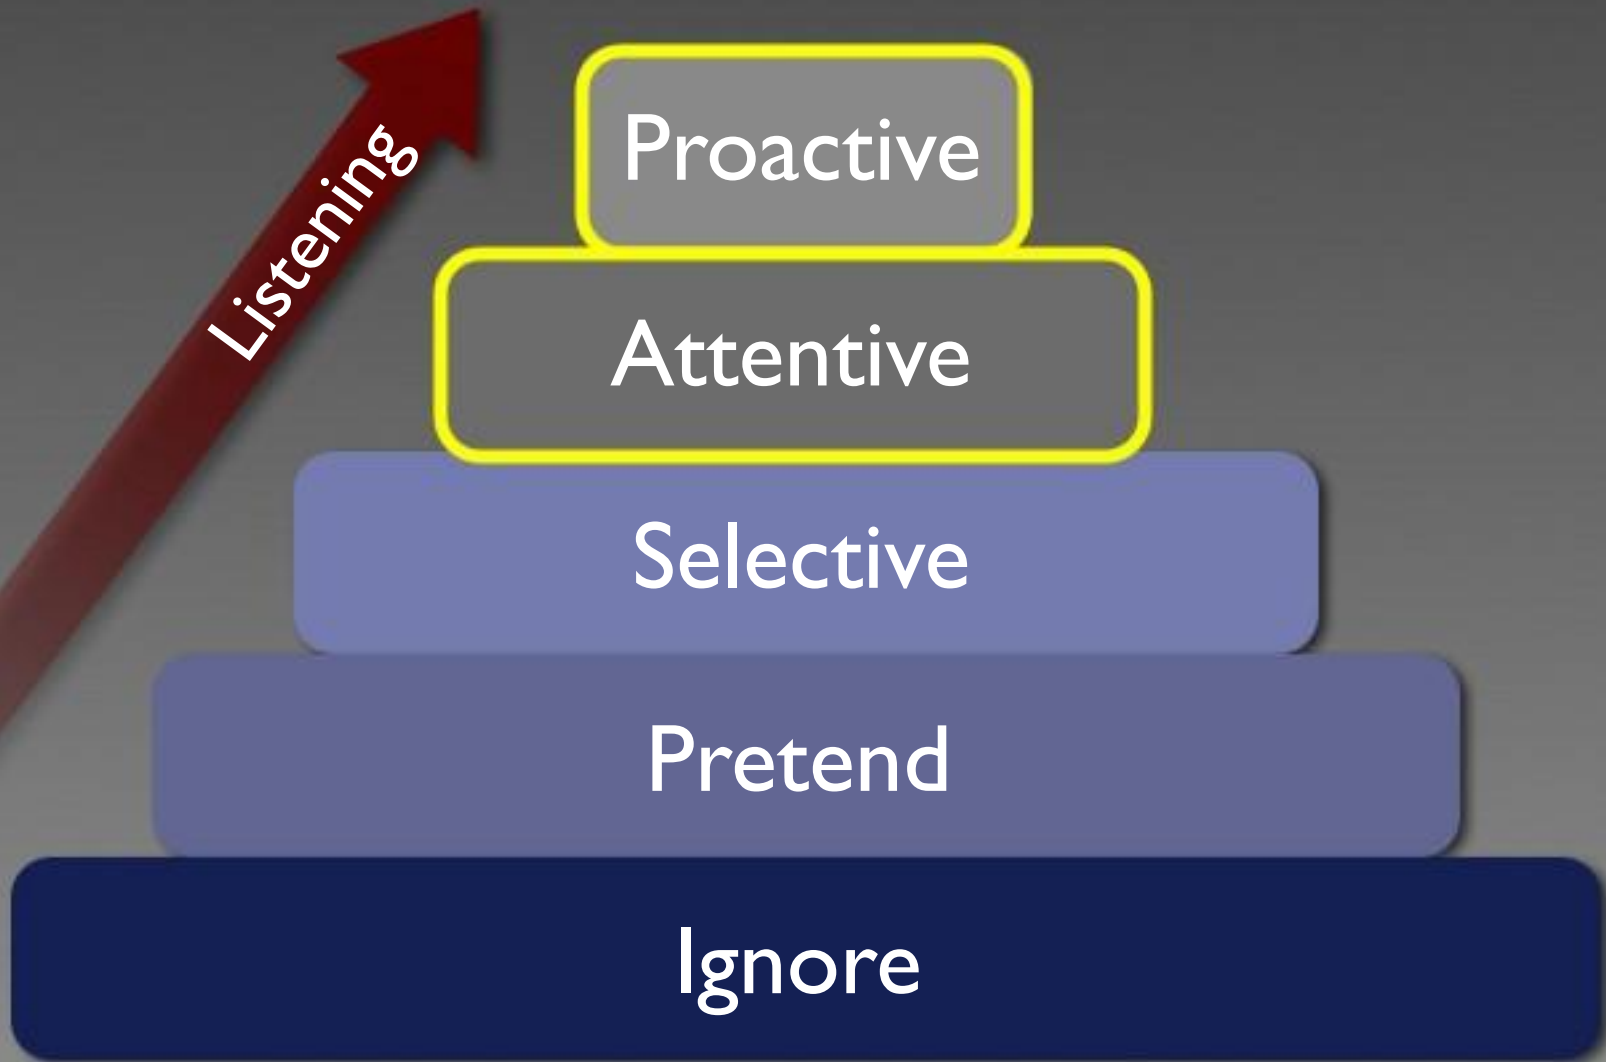 Listening
Proactive
Attentive
Selective
Pretend
Ignore